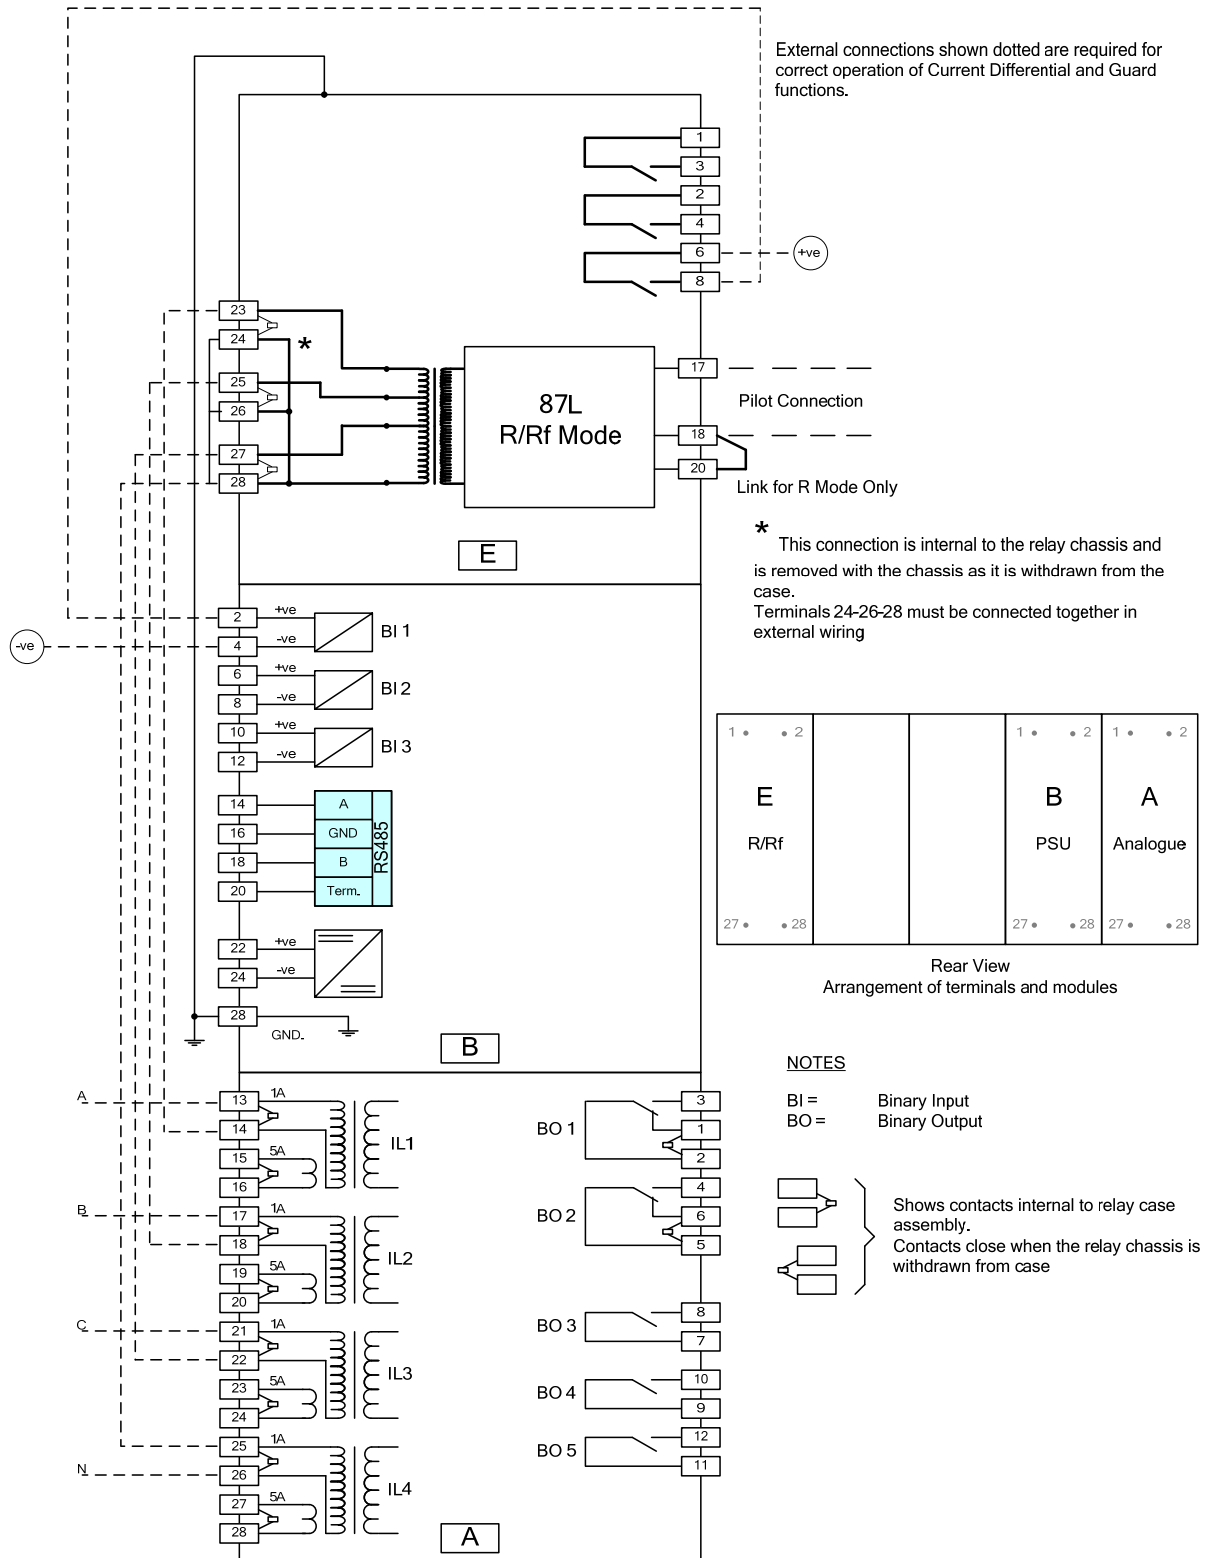 External connections shown dotted are required for
correct operation of Current Differential and Guard
functions.
1
3
2
4
6
+ve
8
23
24
*
25
26
27
28
87L
R/Rf Mode
17
Pilot Connection
18
20
Link for R Mode Only
E
* This connection is internal to the relay chassis and
is removed with the chassis as it is withdrawn from the
case.
Terminals 24-26-28 must be connected together in
external wiring
2 +ve
BI 1
-ve
4 -ve
6 +ve
BI 2
8 -ve
10 +ve
BI 3
12 -ve
14 A
16 GND
18 B
20 Term.
RS485
22 +ve
24 -ve
28
GND.
B
1 2
1 2
1 2
E
B
A
R/Rf
PSU
Analogue
27 28
27 28
27 28
Rear View
Arrangement of terminals and modules
NOTES
BI = Binary Input
BO = Binary Output
Shows contacts internal to relay case
assembly.
Contacts close when the relay chassis is
withdrawn from case
A
13 1A
14
IL1
15 5A
16
B
17 1A
18
IL2
19 5A
20
C
21 1A
22
IL3
23 5A
24
25 1A
N
26
IL4
27 5A
28
BO 1
3
1
2
BO 2
4
6
5
BO 3
8
7
BO 4
10
9
BO 5
12
11
A